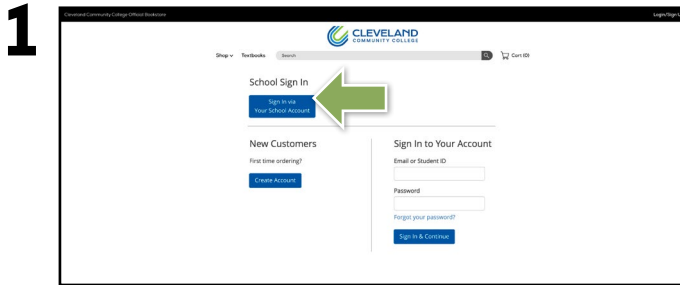 1
Cleveland Community College Official Bookstore
Login/Sign U
CLEVELAND
COMMUNITY COLLEGE
Shop Textbooks Search Cart (0)
School Sign In
Sign in via
Your School Account
New Customers
First time ordering?
Create Account
Sign In to Your Account
Email or Student ID
Password
Forgot your password?
Sign In & Continue